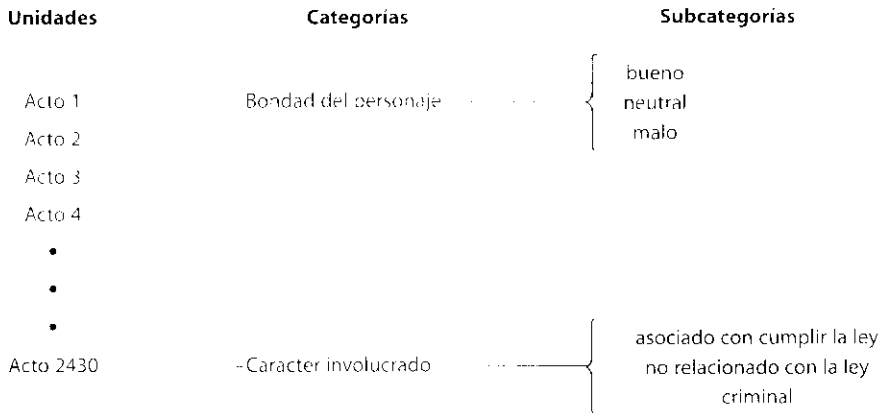 Unidades Categorías Subcategorías
bueno
Acto 1 Bondad del personaje neutral
Acto 2 malo
Acto 3
Acto 4
asociado con cumplir la ley
Acto 2430 -Caracter involucrado no relacionado con la ley
criminal